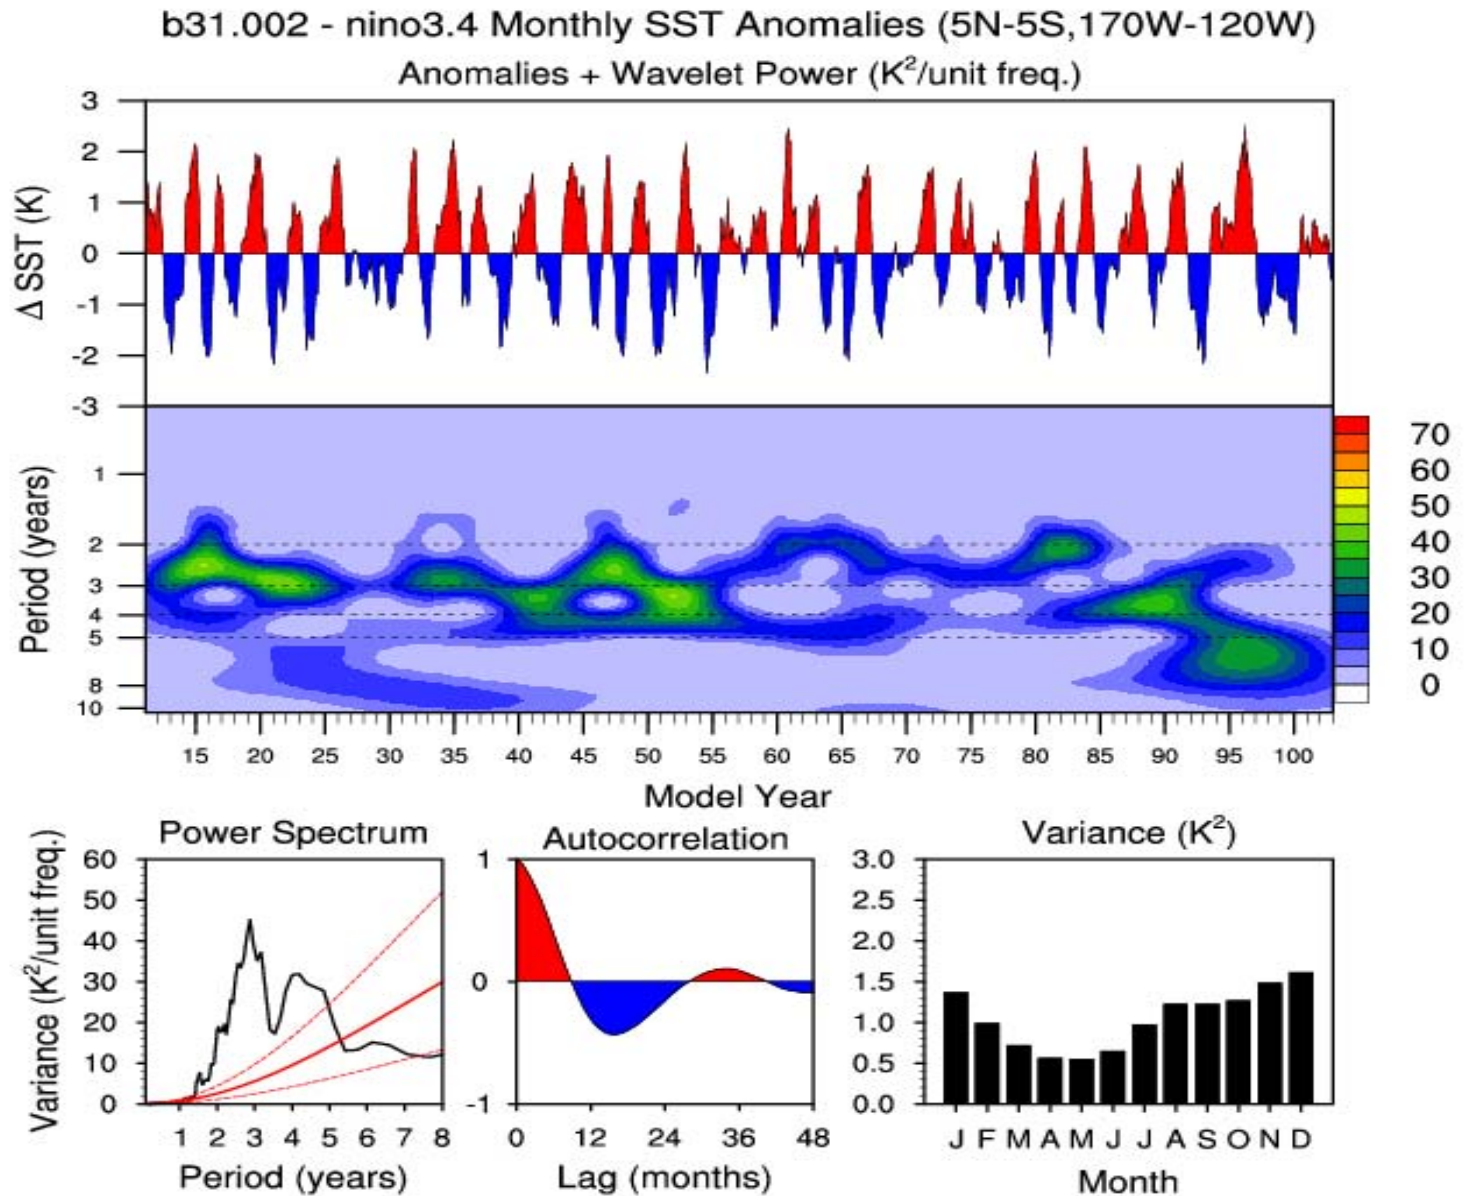 b31.002 - nino3.4 Monthly SST Anomalies (5N-5S,170W-120W)
Anomalies + Wavelet Power (K²/unit freq.)
3
2
1
0
-1
-2
-3
Δ SST (K)
1
2
3
4
5
8
10
Period (years)
70
60
50
40
30
20
10
0
15 20 25 30 35 40 45 50 55 60 65 70 75 80 85 90 95 100
Model Year
Power Spectrum
60
50
40
30
20
10
0
Variance (K²/unit freq.)
1 2 3 4 5 6 7 8
Period (years)
Autocorrelation
1
0
-1
0 12 24 36 48
Lag (months)
Variance (K²)
3.0
2.5
2.0
1.5
1.0
0.5
0.0
J F M A M J J A S O N D
Month